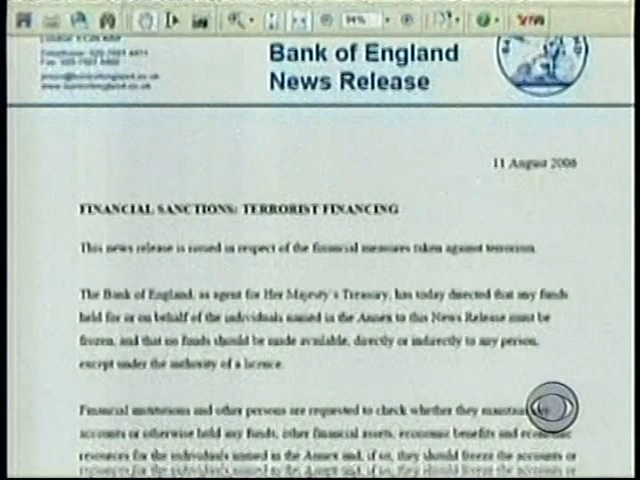 Bank of England
News Release
11 August 2006
FINANCIAL SANCTIONS: TERRORIST FINANCING
This news release is issued in respect of the financial measures taken against terrorism.
The Bank of England, as agent for Her Majesty's Treasury, has today directed that any funds
held for or on behalf of the individuals named in the Annex to this News Release must be
frozen, and that no funds should be made available, directly or indirectly to any person,
except under the authority of a licence.
Financial institutions and other persons are requested to check whether they maintain any
accounts or otherwise hold any funds, other financial assets, economic benefits and economic
resources for the individuals named in the Annex and, if so, they should freeze the accounts or